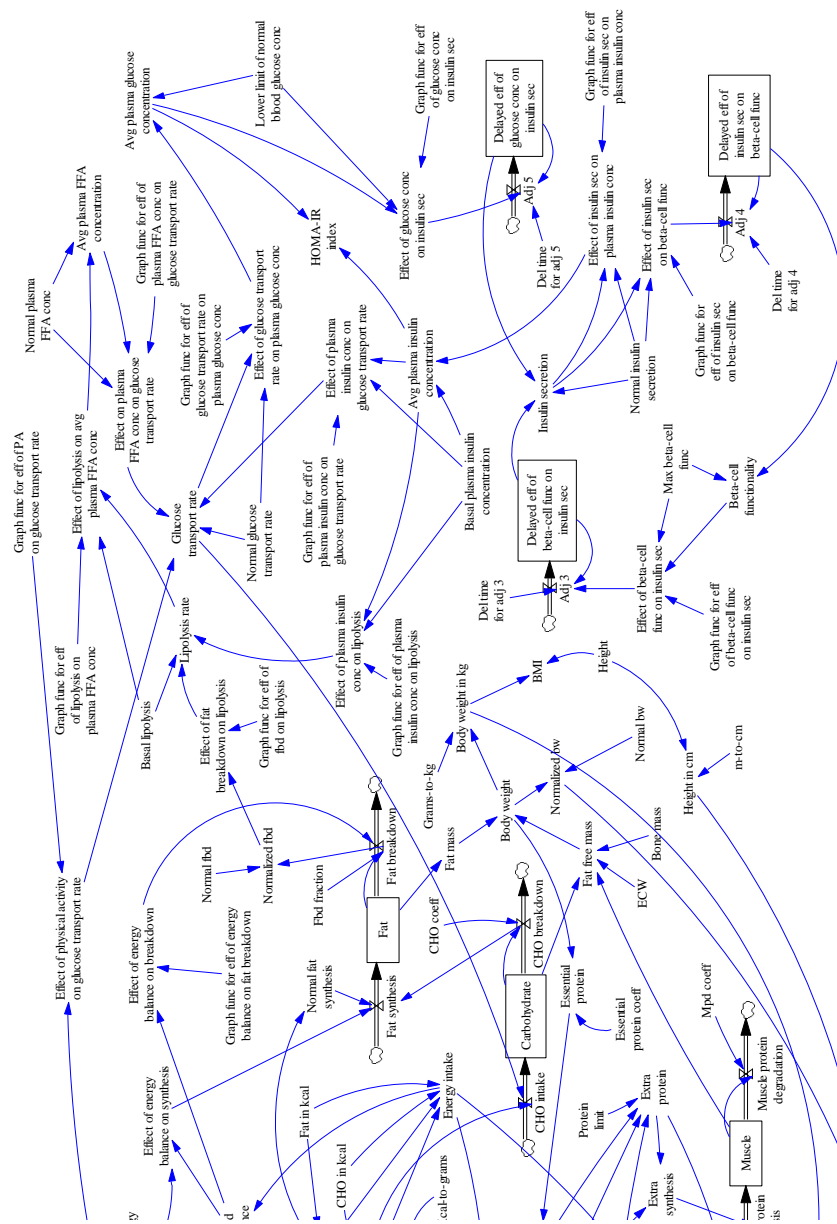 Graph func for eff of PA
on glucose transport rate
Normal plasma
FFA conc
Avg plasma FFA
concentration
Avg plasma glucose
concentration
Lower limit of normal
blood glucose conc
Graph func for eff
of glucose conc
on insulin sec
Delayed eff of
glucose conc on
insulin sec
Graph func for eff
of insulin sec on
plasma insulin conc
Delayed eff of
insulin sec on
beta-cell func
Graph func for eff of
plasma FFA conc on
glucose transport rate
Effect of lipolysis on avg
plasma FFA conc
Effect on plasma
FFA conc on glucose
transport rate
Graph func for eff of
glucose transport rate on
plasma glucose conc
Effect of glucose transport
rate on plasma glucose conc
HOMA-IR
index
Effect of glucose conc
on insulin sec
Adj 5
Del time
for adj 5
Effect of insulin sec on
plasma insulin conc
Effect of insulin sec
on beta-cell func
Adj 4
Del time
for adj 4
Graph func for
eff of insulin sec
on beta-cell func
Normal insulin
secretion
Insulin secretion
Effect of plasma
insulin conc on
glucose transport rate
Avg plasma insulin
concentration
Basal plasma insulin
concentration
Graph func for eff of
plasma insulin conc on
glucose transport rate
Glucose
transport rate
Normal glucose
transport rate
Graph func for eff
of lipolysis on
plasma FFA conc
Basal lipolysis
Lipolysis rate
Effect of fat
breakdown on lipolysis
Graph func for eff of
fbd on lipolysis
Effect of plasma insulin
conc on lipolysis
Graph func for eff of plasma
insulin conc on lipolysis
Delayed eff of
beta-cell func on
insulin sec
Del time
for adj 3
Adj 3
Max beta-cell
func
Beta-cell
functionality
Effect of beta-cell
func on insulin sec
Graph func for eff
of beta-cell func
on insulin sec
Grams-to-kg
Body weight in kg
BMI
Height
Height in cm
m-to-cm
Normal bw
Normalized bw
Body weight
Fat mass
Fat free mass
Bone mass
ECW
Effect of physical activity
on glucose transport rate
Effect of energy
balance on breakdown
Graph func for eff of energy
balance on fat breakdown
Normal fbd
Normalized fbd
Fbd fraction
Fat breakdown
Fat
Fat synthesis
Normal fat
synthesis
CHO coeff
CHO breakdown
Carbohydrate
CHO intake
Essential
protein
Essential
protein coeff
Effect of energy
balance on synthesis
Fat in kcal
CHO in kcal
Energy intake
cal-to-grams
Protein
limit
Extra
protein
Extra
synthesis
Mpd coeff
Muscle protein
degradation
Muscle